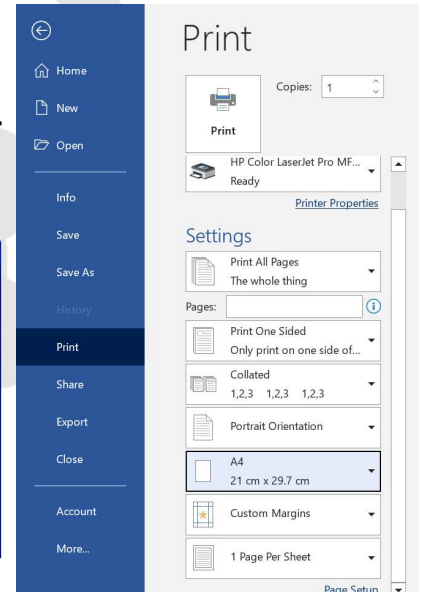 Print
Home
New
Open
Info
Save
Save As
History
Print
Share
Export
Close
Account
More...
Copies: 1
Print
HP Color LaserJet Pro MF...
Ready
Printer Properties
Settings
Print All Pages
The whole thing
Pages:
Print One Sided
Only print on one side of...
Collated
1,2,3 1,2,3 1,2,3
Portrait Orientation
A4
21 cm x 29.7 cm
Custom Margins
1 Page Per Sheet
Page Setup